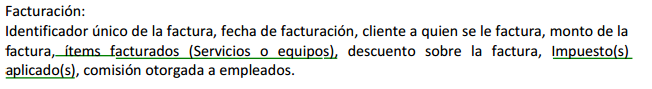 Facturación:
Identificador único de la factura, fecha de facturación, cliente a quien se le factura, monto de la
factura, ítems facturados (Servicios o equipos), descuento sobre la factura, Impuesto(s)
aplicado(s), comisión otorgada a empleados.